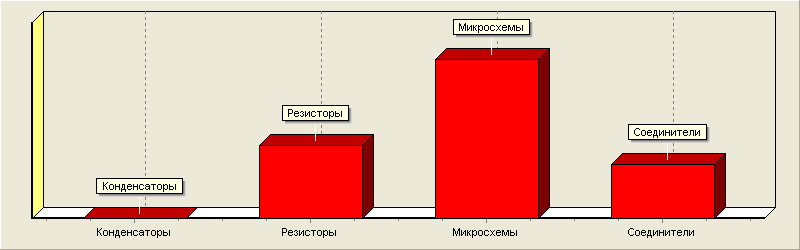 Микросхемы
Резисторы
Соединители
Конденсаторы
Конденсаторы
Резисторы
Микросхемы
Соединители